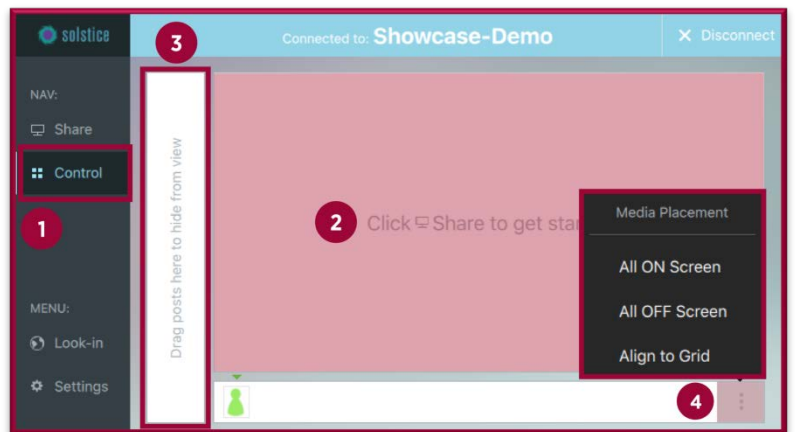 solstice
3
Connected to: Showcase-Demo
Disconnect
NAV:
Share
Control
1
Drag posts here to hide from view
2
Click Share to get
Media Placement
All ON Screen
All OFF Screen
Align to Grid
MENU:
Look-in
Settings
4